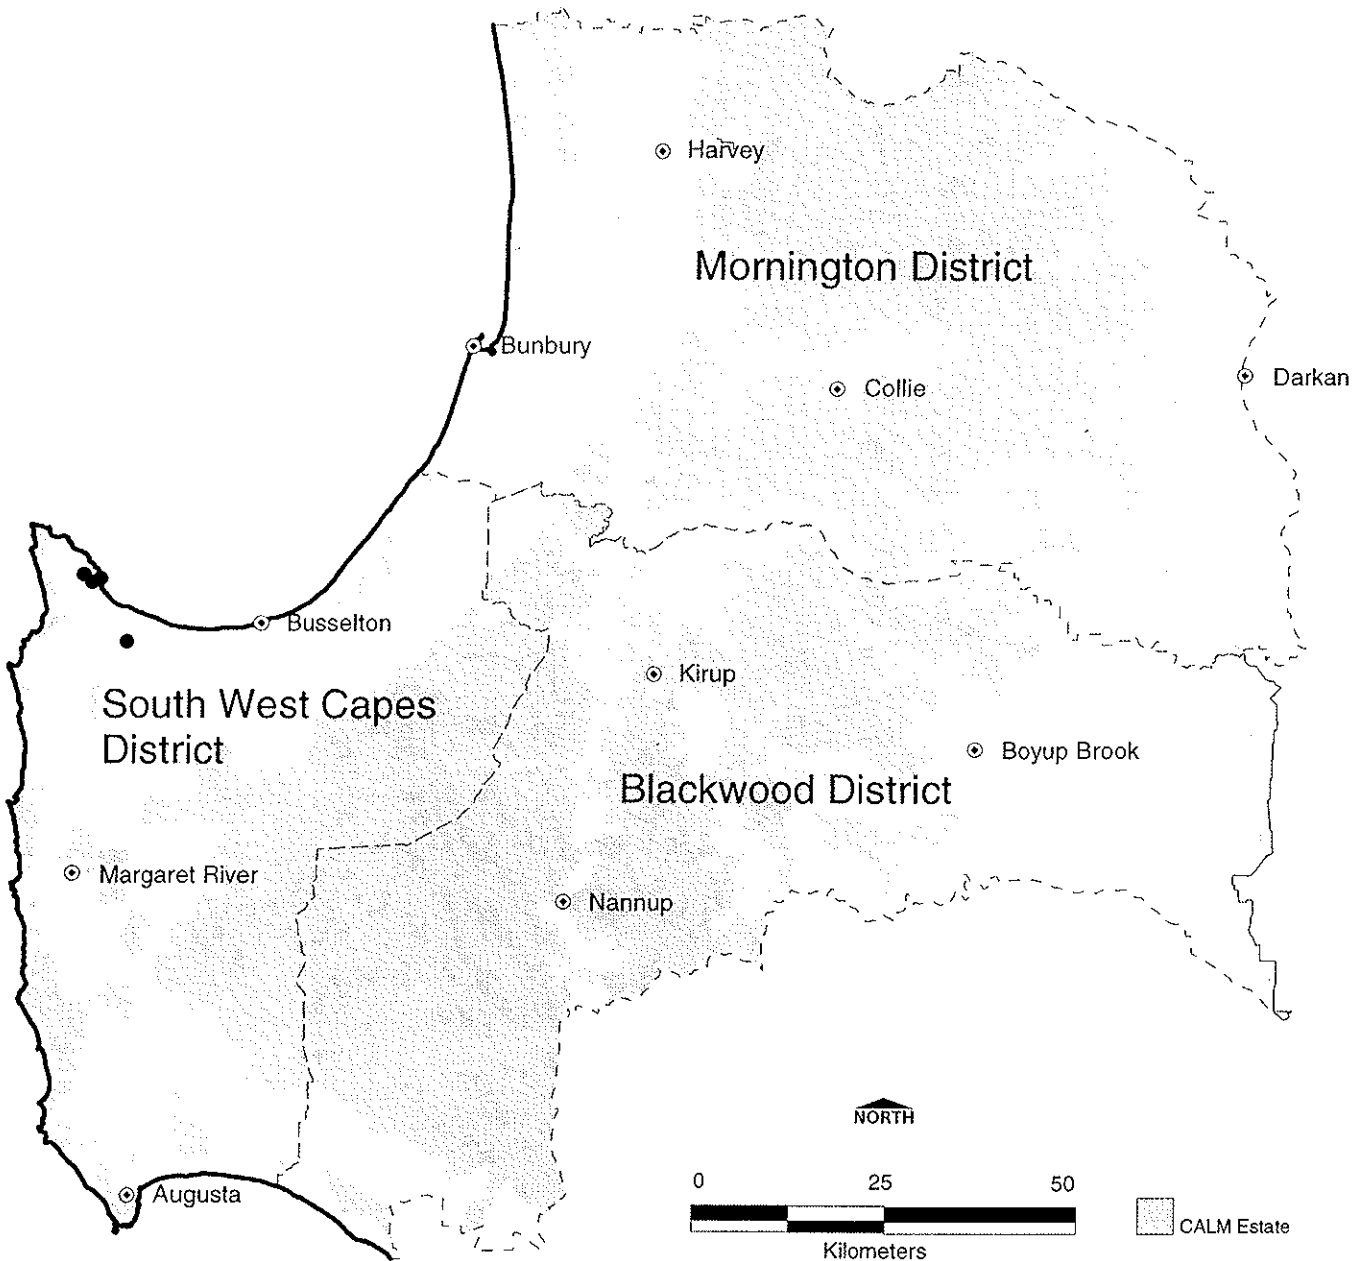 Harvey
Mornington District
Bunbury
Collie
Darkan
Busselton
Kirup
South West Capes
District
Boyup Brook
Blackwood District
Margaret River
Nannup
NORTH
Augusta
0 25 50
Kilometers
CALM Estate